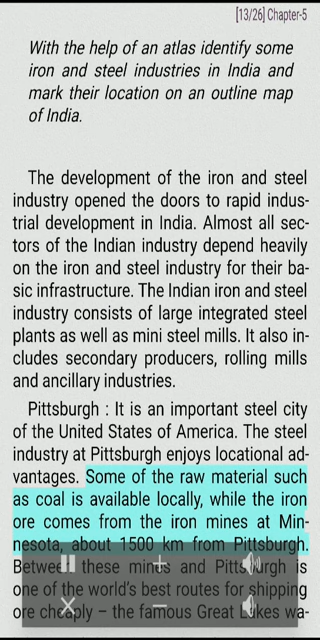 [13/26] Chapter-5
With the help of an atlas identify some
iron and steel industries in India and
mark their location on an outline map
of India.
The development of the iron and steel
industry opened the doors to rapid indus-
trial development in India. Almost all sec-
tors of the Indian industry depend heavily
on the iron and steel industry for their ba-
sic infrastructure. The Indian iron and steel
industry consists of large integrated steel
plants as well as mini steel mills. It also in-
cludes secondary producers, rolling mills
and ancillary industries.
Pittsburgh : It is an important steel city
of the United States of America. The steel
industry at Pittsburgh enjoys locational ad-
vantages. Some of the raw material such
as coal is available locally, while the iron
ore comes from the iron mines at Min-
nesota, about 1500 km from Pittsburgh.
Between these mines and Pittsburgh is
one of the world's best routes for shipping
ore cheaply – the famous Great Lakes wa-